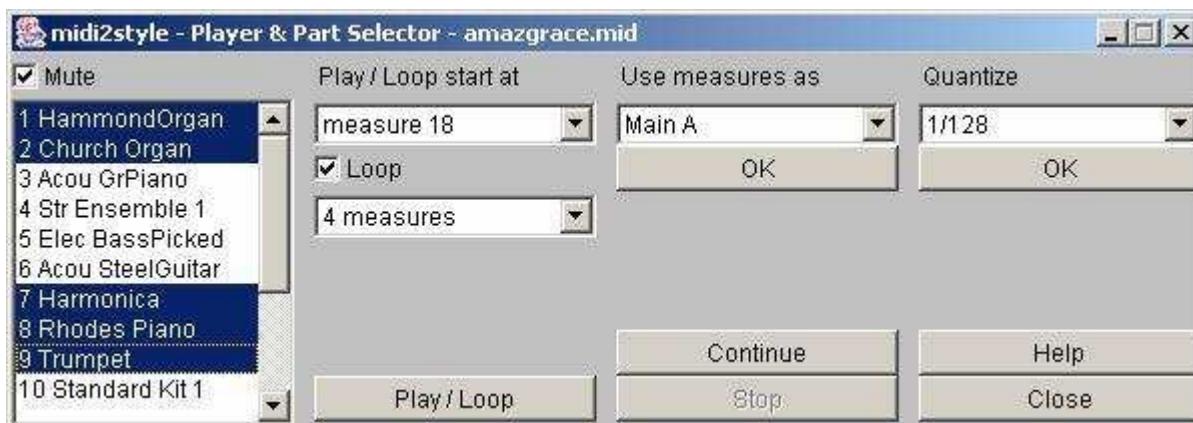 midi2style - Player & Part Selector - amazgrace.mid
Mute
1 HammondOrgan
2 Church Organ
3 Acou GrPiano
4 Str Ensemble 1
5 Elec BassPicked
6 Acou SteelGuitar
7 Harmonica
8 Rhodes Piano
9 Trumpet
10 Standard Kit 1
Play / Loop start at
measure 18
Loop
4 measures
Play / Loop
Use measures as
Main A
OK
Continue
Stop
Quantize
1/128
OK
Help
Close